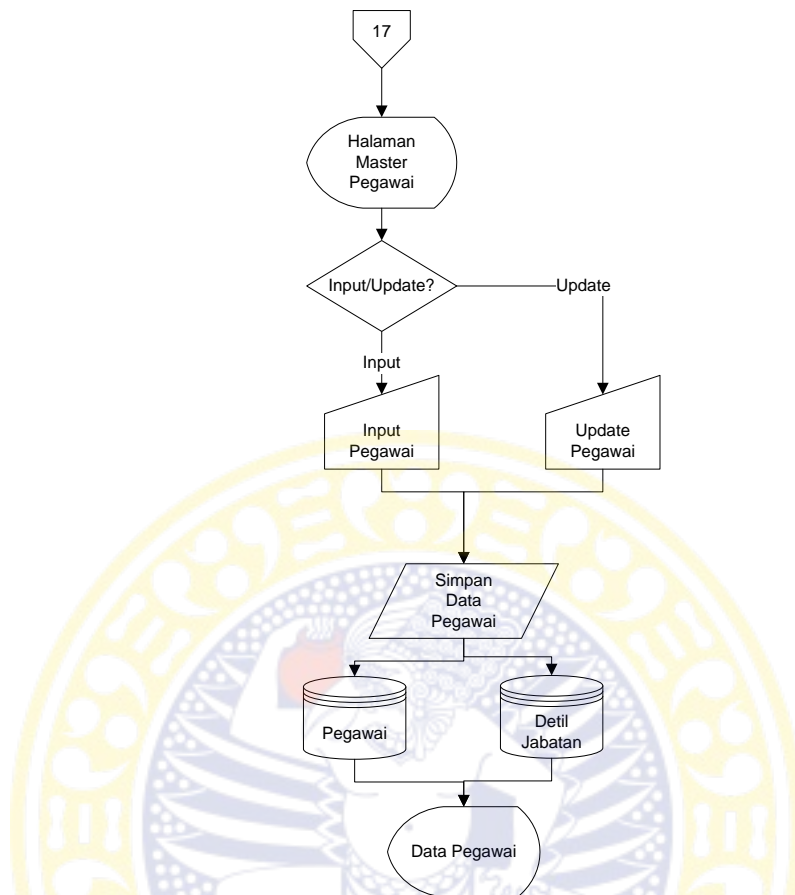 17
Halaman
Master
Pegawai
Input/Update?
Update
Input
Input
Pegawai
Update
Pegawai
Simpan
Data
Pegawai
Pegawai
Detil
Jabatan
Data Pegawai